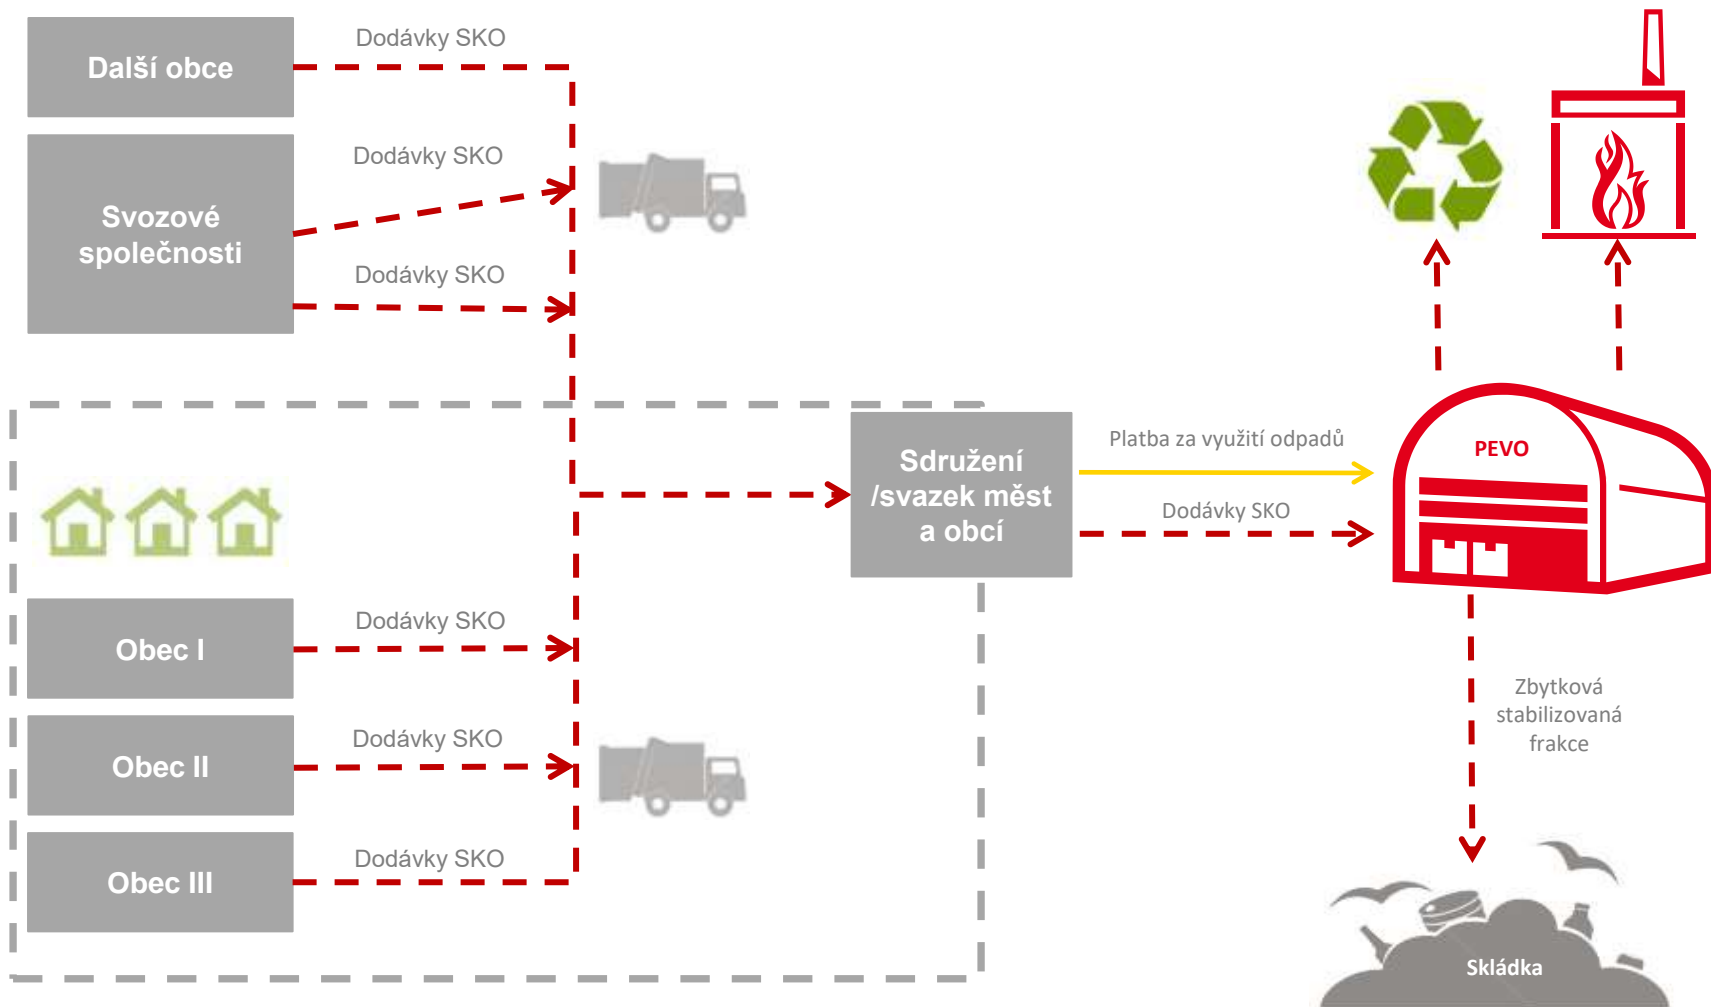 Dodávky SKO
Další obce
Dodávky SKO
Svozové
společnosti
Dodávky SKO
Sdružení
/svazek měst
a obcí
Platba za využití odpadů
PEVO
Dodávky SKO
Dodávky SKO
Obec I
Zbytková
stabilizovaná
frakce
Dodávky SKO
Obec II
Dodávky SKO
Obec III
Skládka